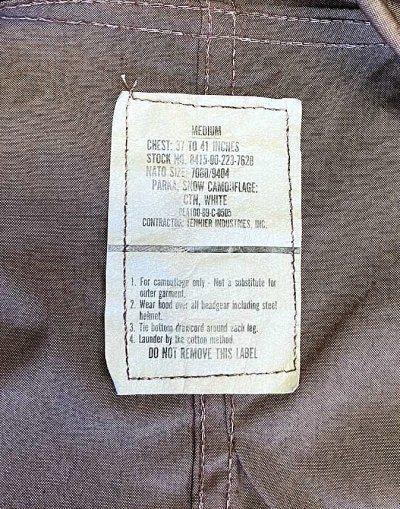 MEDIUM
CHEST: 37 TO 41 INCHES
STOCK NO. 8415-00-223-7628
NATO SIZE: 7080/9404
PARKA, SNOW CAMOUFLAGE:
CTN, WHITE
DLA100-89-C-0505
CONTRACTOR: TENNIER INDUSTRIES, INC.
1. For camouflage only - Not a substitute for
outer garment.
2. Wear hood over all headgear including steel
helmet.
3. Tie bottom drawcord around each leg.
4. Launder by the cotton method.
DO NOT REMOVE THIS LABEL